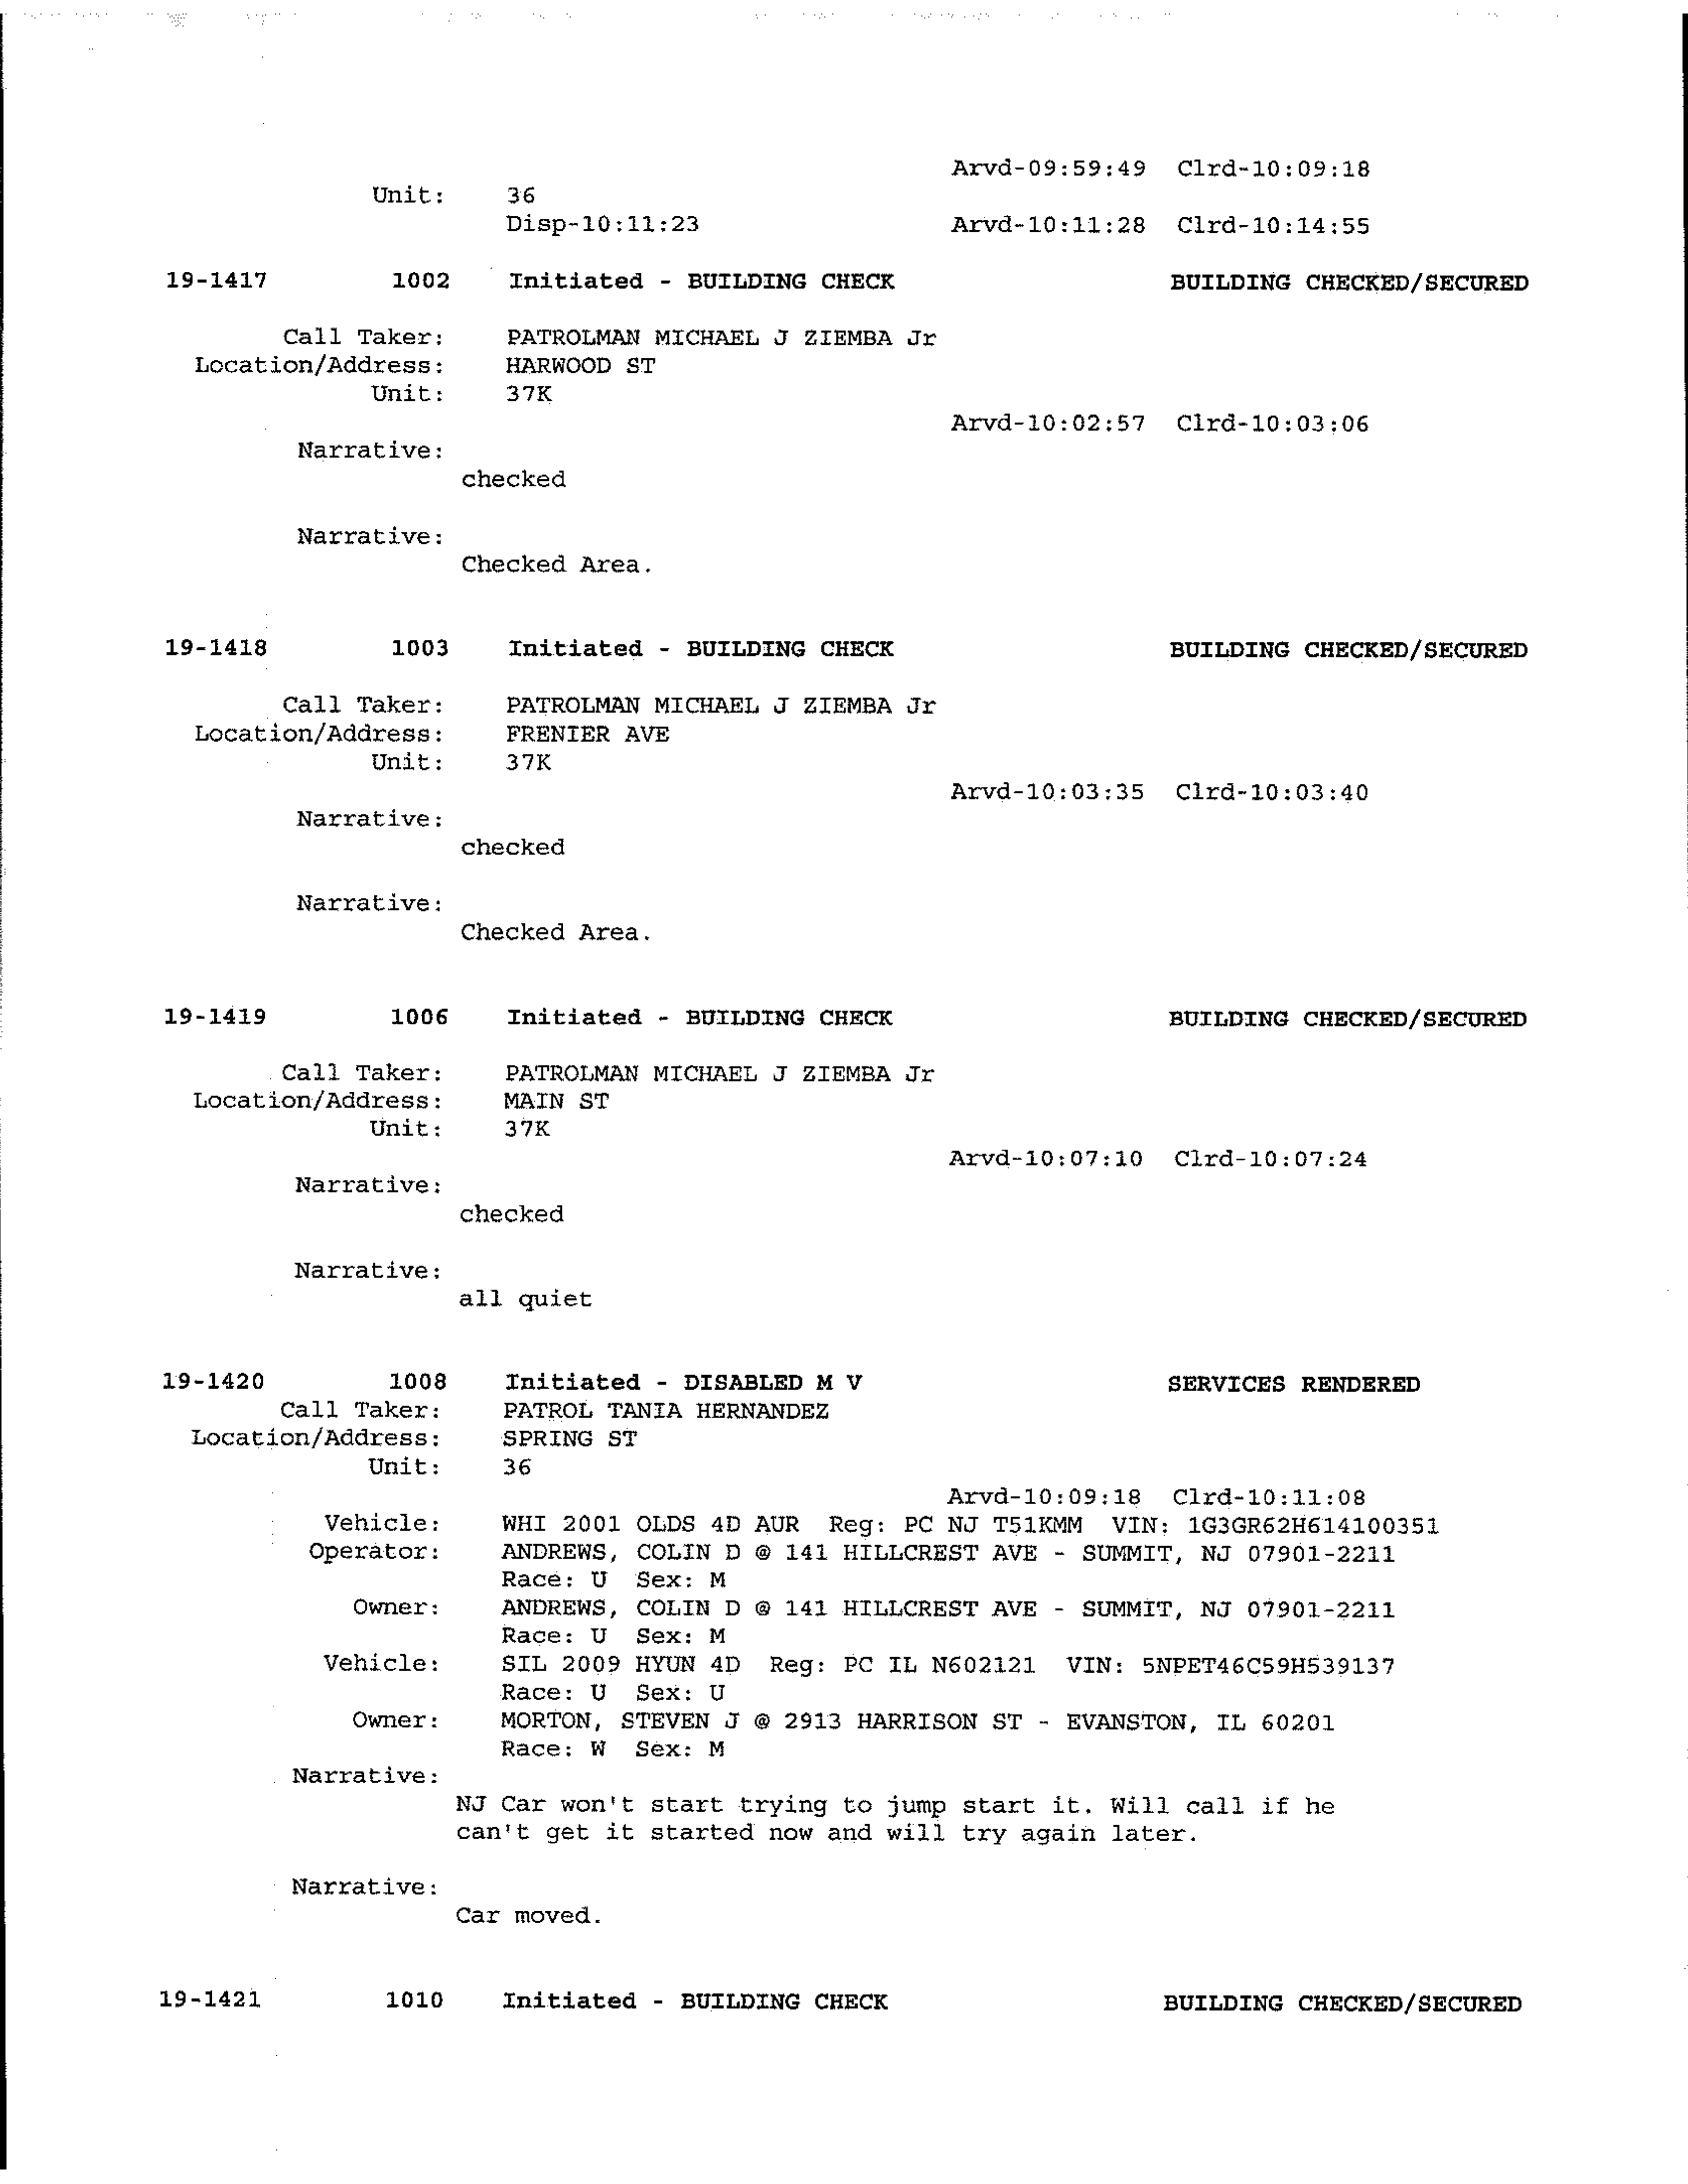 Arvd-09:59:49 Clrd-10:09:18
Unit: 36
Disp-10:11:23 Arvd-10:11:28 Clrd-10:14:55
19-1417 1002 Initiated - BUILDING CHECK BUILDING CHECKED/SECURED
Call Taker: PATROLMAN MICHAEL J ZIEMBA Jr
Location/Address: HARWOOD ST
Unit: 37K
Arvd-10:02:57 Clrd-10:03:06
Narrative:
checked
Narrative:
Checked Area.
19-1418 1003 Initiated - BUILDING CHECK BUILDING CHECKED/SECURED
Call Taker: PATROLMAN MICHAEL J ZIEMBA Jr
Location/Address: FRENIER AVE
Unit: 37K
Arvd-10:03:35 Clrd-10:03:40
Narrative:
checked
Narrative:
Checked Area.
19-1419 1006 Initiated - BUILDING CHECK BUILDING CHECKED/SECURED
Call Taker: PATROLMAN MICHAEL J ZIEMBA Jr
Location/Address: MAIN ST
Unit: 37K
Arvd-10:07:10 Clrd-10:07:24
Narrative:
checked
Narrative:
all quiet
19-1420 1008 Initiated - DISABLED M V SERVICES RENDERED
Call Taker: PATROL TANIA HERNANDEZ
Location/Address: SPRING ST
Unit: 36
Arvd-10:09:18 Clrd-10:11:08
Vehicle: WHI 2001 OLDS 4D AUR Reg: PC NJ T51KMM VIN: 1G3GR62H614100351
Operator: ANDREWS, COLIN D @ 141 HILLCREST AVE - SUMMIT, NJ 07901-2211
Race: U Sex: M
Owner: ANDREWS, COLIN D @ 141 HILLCREST AVE - SUMMIT, NJ 07901-2211
Race: U Sex: M
Vehicle: SIL 2009 HYUN 4D Reg: PC IL N602121 VIN: 5NPET46C59H539137
Race: U Sex: U
Owner: MORTON, STEVEN J @ 2913 HARRISON ST - EVANSTON, IL 60201
Race: W Sex: M
Narrative:
NJ Car won't start trying to jump start it. Will call if he
can't get it started now and will try again later.
Narrative:
Car moved.
19-1421 1010 Initiated - BUILDING CHECK BUILDING CHECKED/SECURED